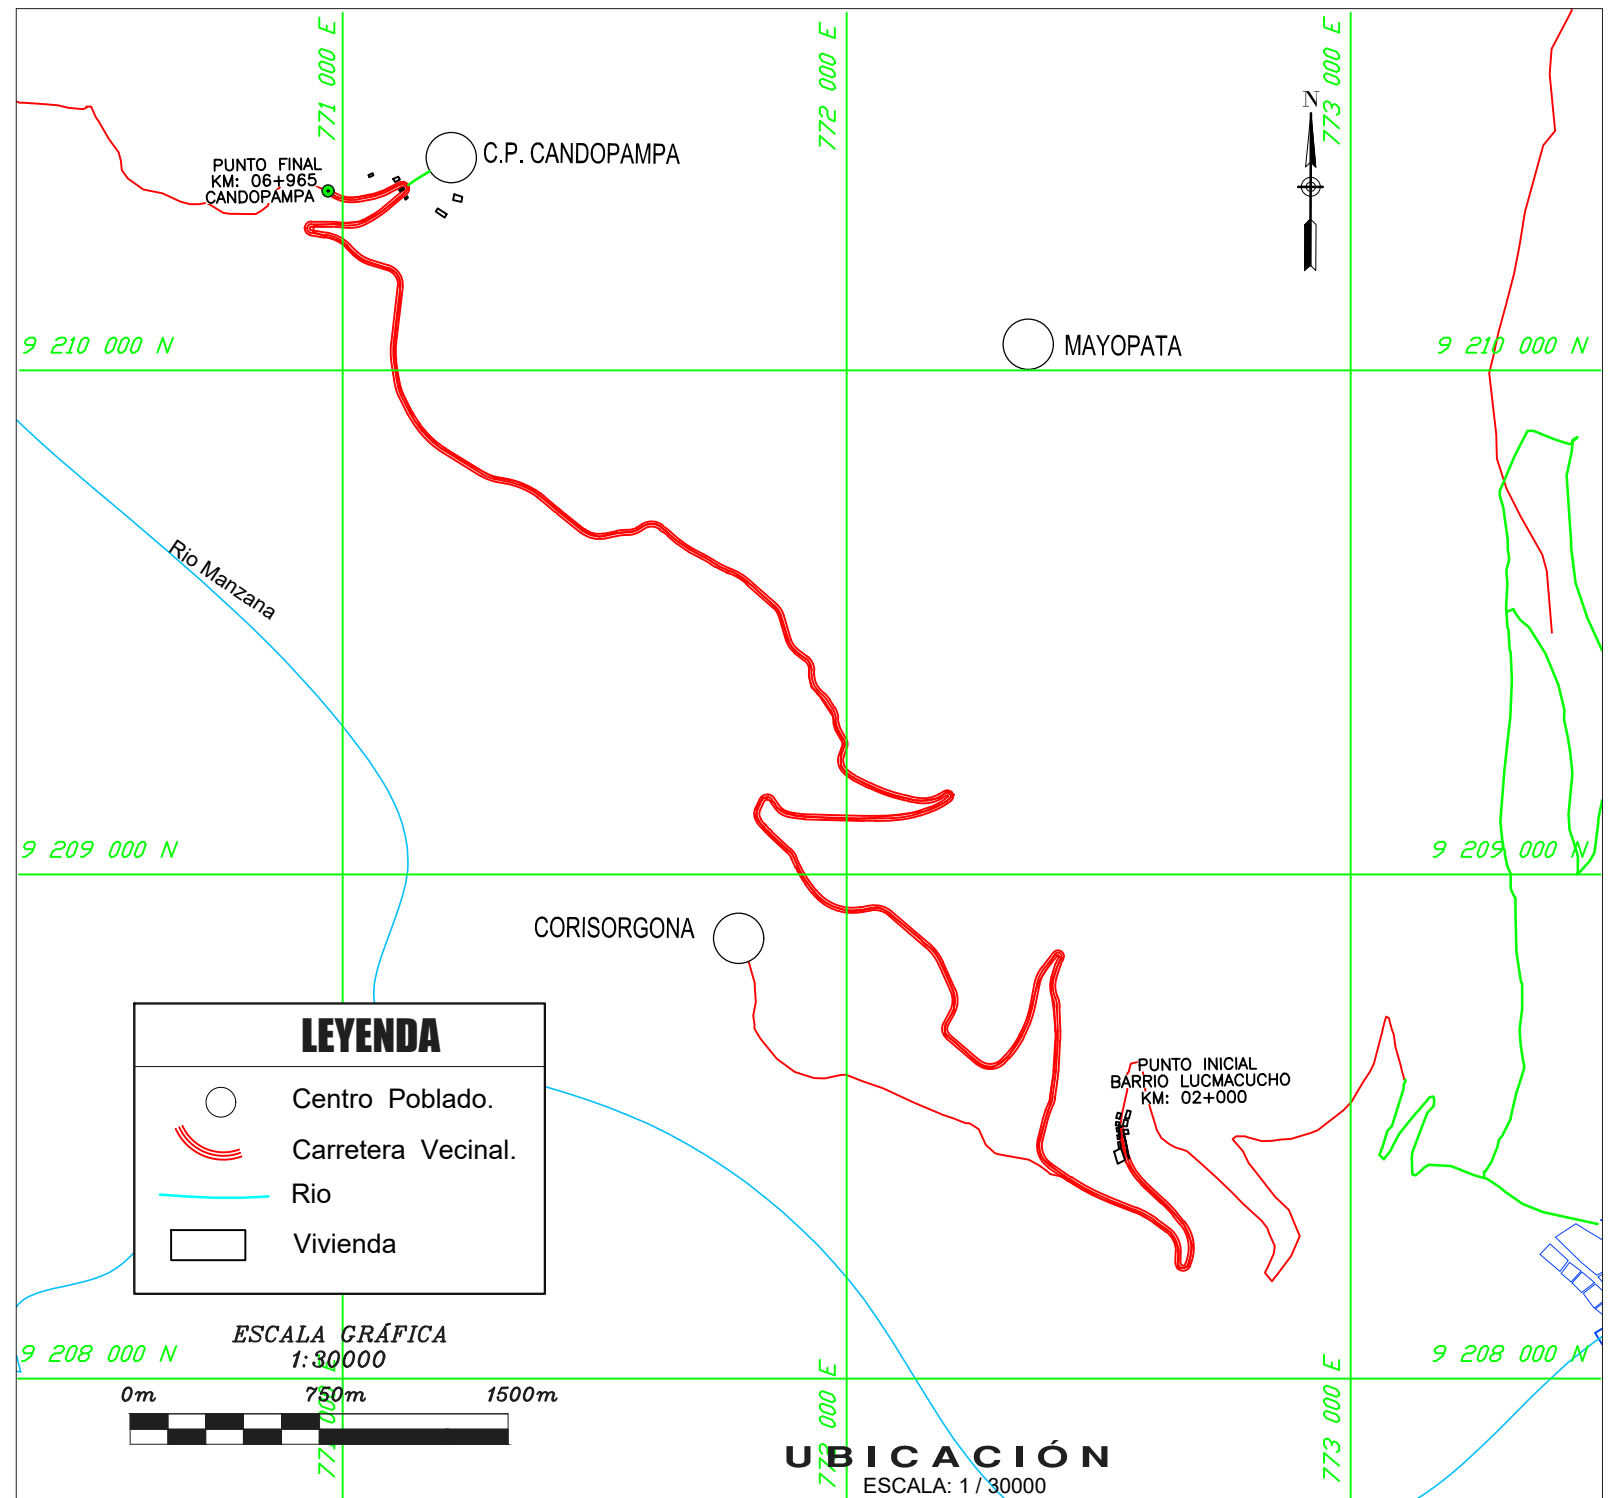 771 000 E
772 000 E
773 000 E
N
PUNTO FINAL
KM: 06+965
CANDOPAMPA
C.P. CANDOPAMPA
9 210 000 N
MAYOPATA
9 210 000 N
Rio Manzana
9 209 000 N
9 209 000 N
CORISORGONA
PUNTO INICIAL
BARRIO LUCMACUCHO
KM: 02+000
LEYENDA
Centro Poblado.
Carretera Vecinal.
Rio
Vivienda
ESCALA GRÁFICA
1:30000
9 208 000 N
9 208 000 N
0m 750m 1500m
771 000 E
772 000 E
773 000 E
UBICACIÓN
ESCALA: 1 / 30000